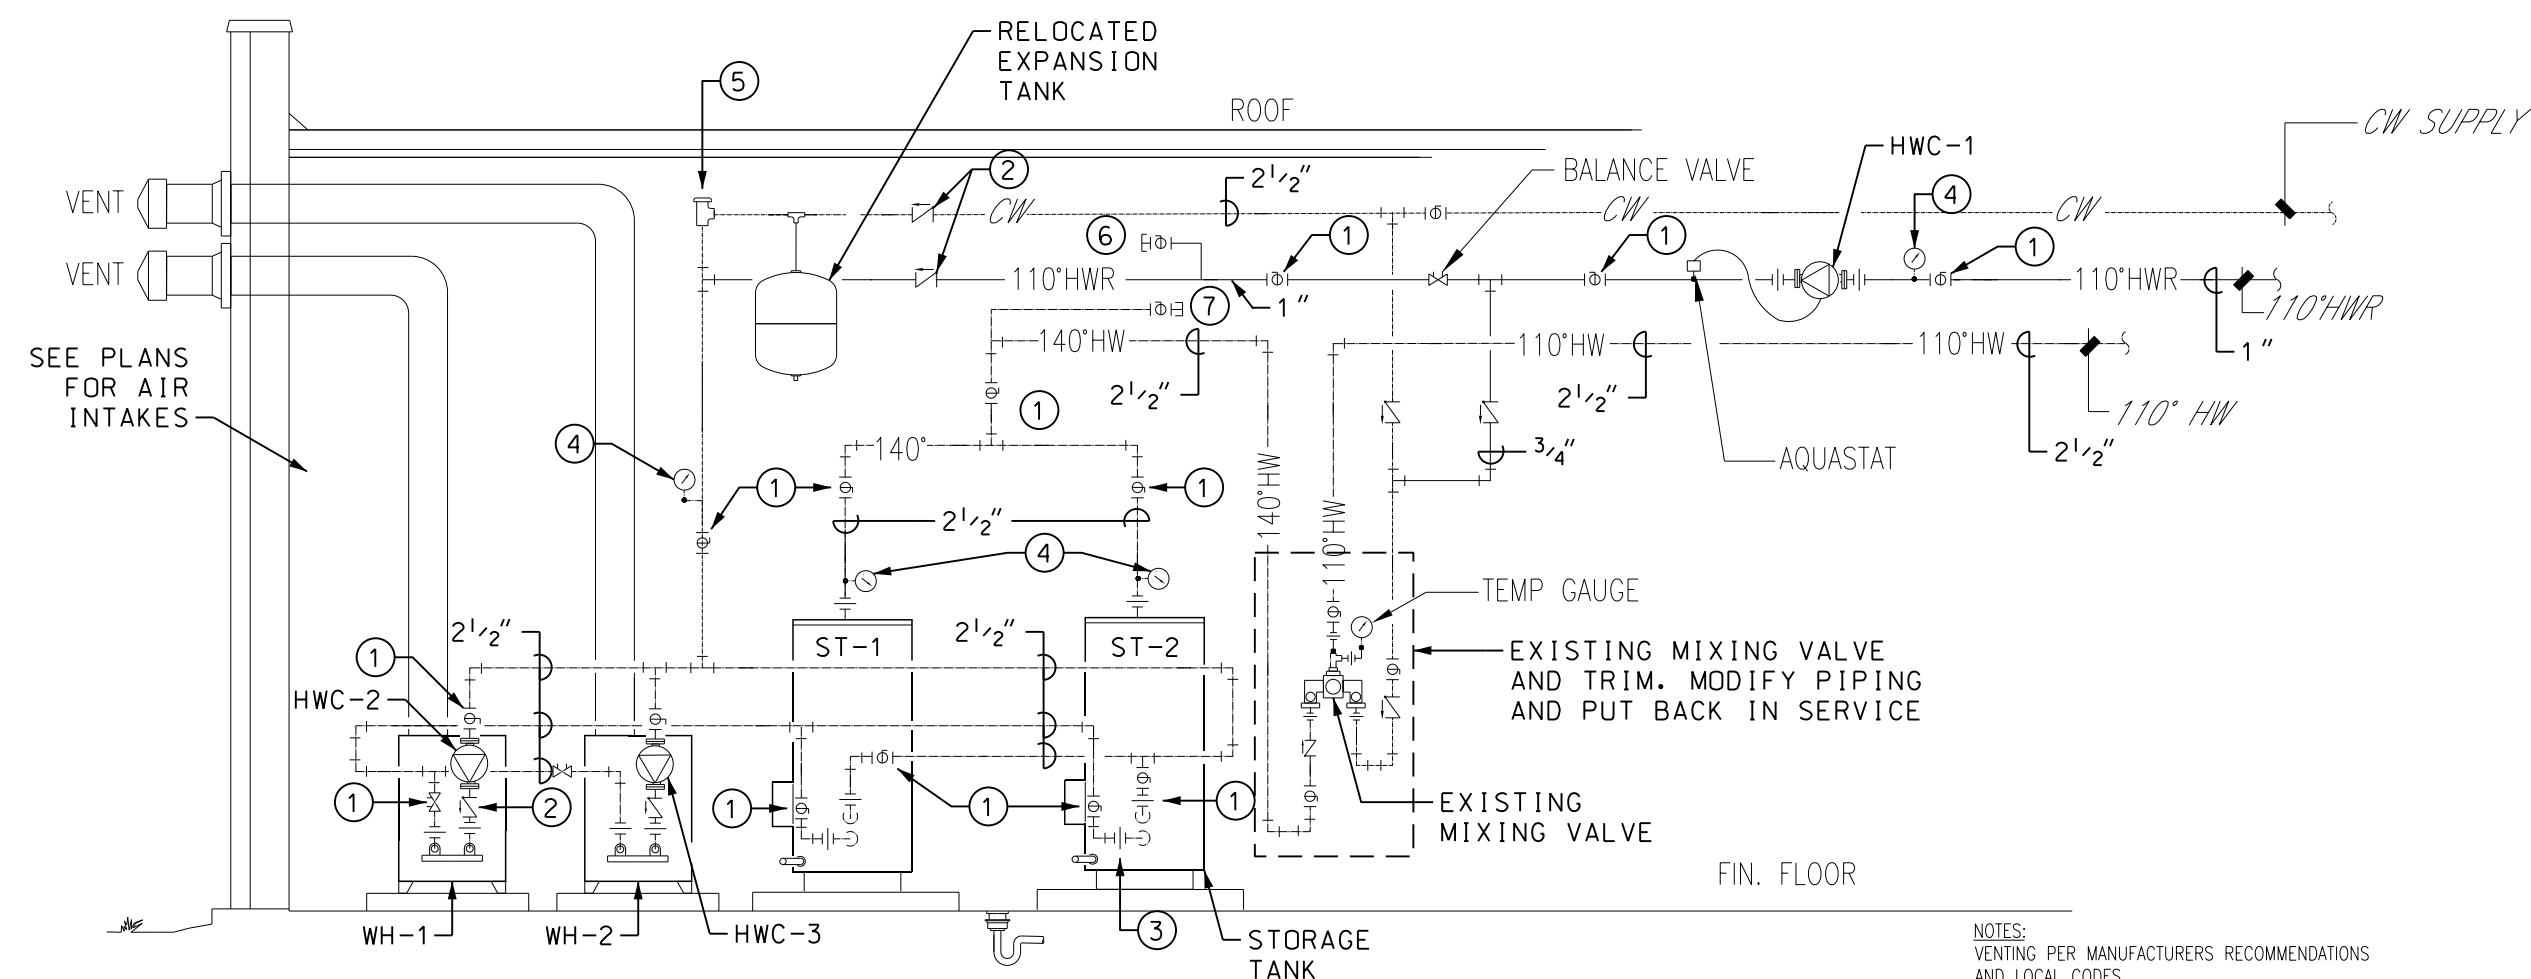 RELOCATED
EXPANSION
TANK
5
ROOF
CW SUPPLY
HWC-1
BALANCE VALVE
2
2 1/2"
4
VENT
CW
CW
CW
6
1
1
1
VENT
110°HWR
110°HWR
7
1"
110°HWR
140°HW
110°HW
110°HW
1"
SEE PLANS
FOR AIR
INTAKES
2 1/2"
2 1/2"
110° HW
1
4
140°
3/4"
2 1/2"
AQUASTAT
1
1
140°HW
110°HW
2 1/2"
4
TEMP GAUGE
2 1/2"
2 1/2"
ST-1
ST-2
1
EXISTING MIXING VALVE
AND TRIM. MODIFY PIPING
AND PUT BACK IN SERVICE
HWC-2
1
2
1
1
1
EXISTING
MIXING VALVE
FIN. FLOOR
WH-1
WH-2
HWC-3
3
STORAGE
TANK
NOTES:
VENTING PER MANUFACTURERS RECOMMENDATIONS
AND LOCAL CODES